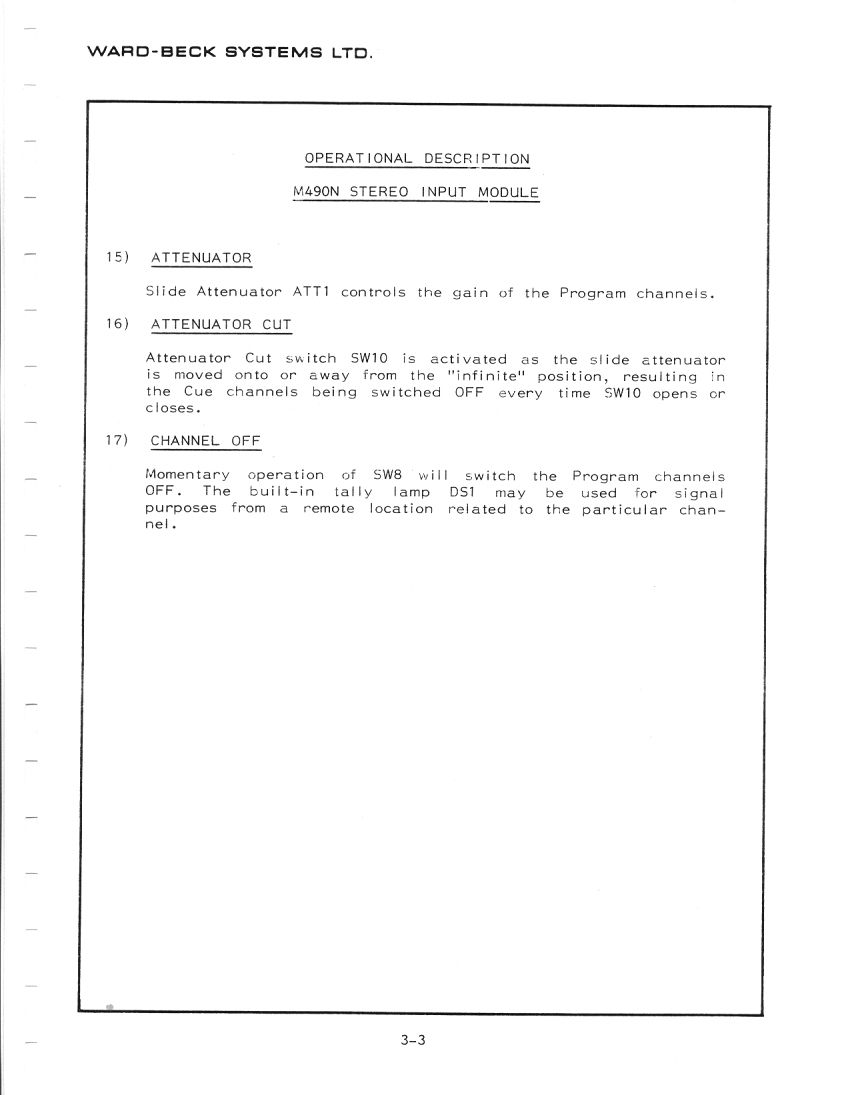 WARD-BECK SYSTEMS LTD.
OPERATIONAL DESCRIPTION
M490N STEREO INPUT MODULE
15) ATTENUATOR
Slide Attenuator ATT1 controls the gain of the Program channels.
16) ATTENUATOR CUT
Attenuator Cut switch SW10 is activated as the slide attenuator
is moved onto or away from the "infinite" position, resulting in
the Cue channels being switched OFF every time SW10 opens or
closes.
17) CHANNEL OFF
Momentary operation of SW8 will switch the Program channels
OFF. The built-in tally lamp DS1 may be used for signal
purposes from a remote location related to the particular chan-
nel.
3-3